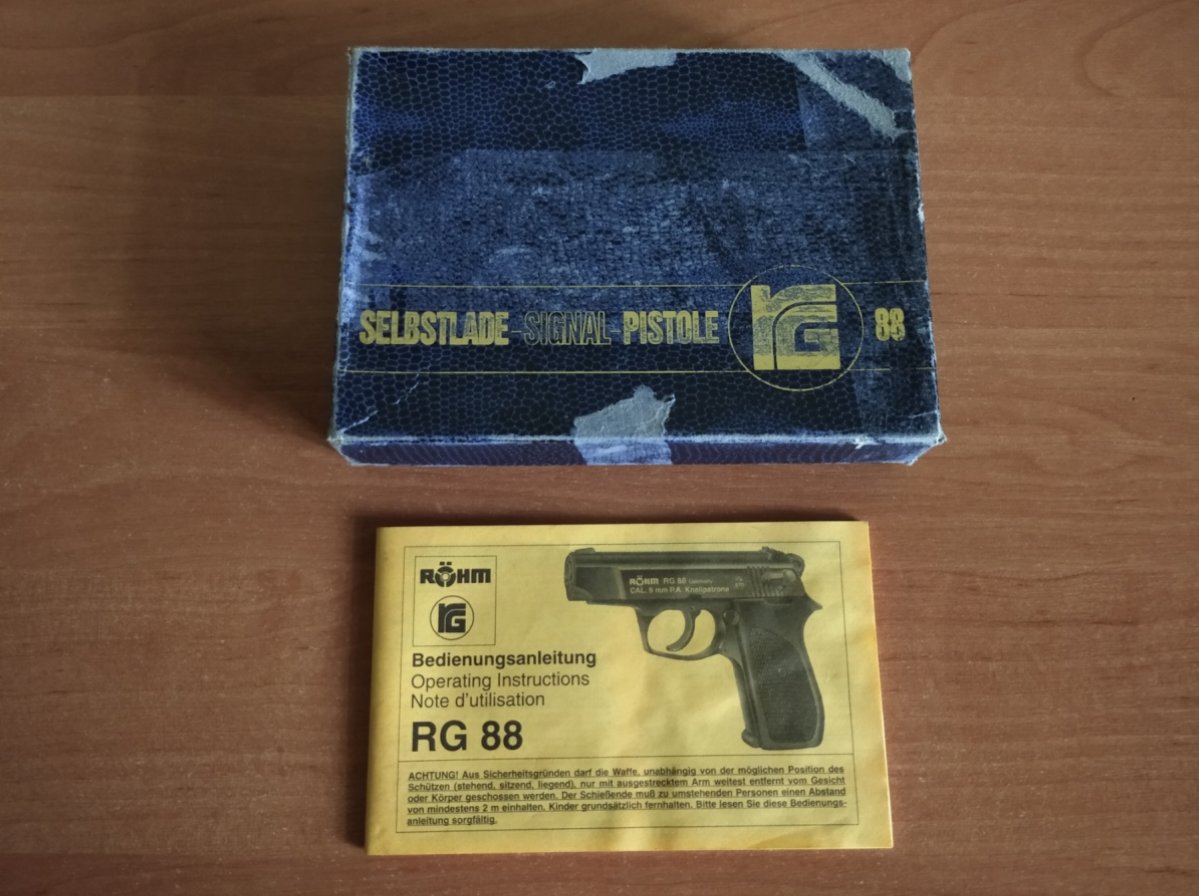 SELBSTLADE SIGNAL PISTOLE RG 88
RÖHM
RG
RÖHM RG 88 Germany
CAL. 9 mm P.A. Knallpatrone
Bedienungsanleitung
Operating Instructions
Note d'utilisation
RG 88
ACHTUNG! Aus Sicherheitsgründen darf die Waffe, unabhängig von der möglichen Position des
Schützen (stehend, sitzend, liegend), nur mit ausgestrecktem Arm weitest entfernt vom Gesicht
oder Körper geschossen werden. Der Schießende muß zu umstehenden Personen einen Abstand
von mindestens 2 m einhalten. Kinder grundsätzlich fernhalten. Bitte lesen Sie diese Bedienungs-
anleitung sorgfältig.